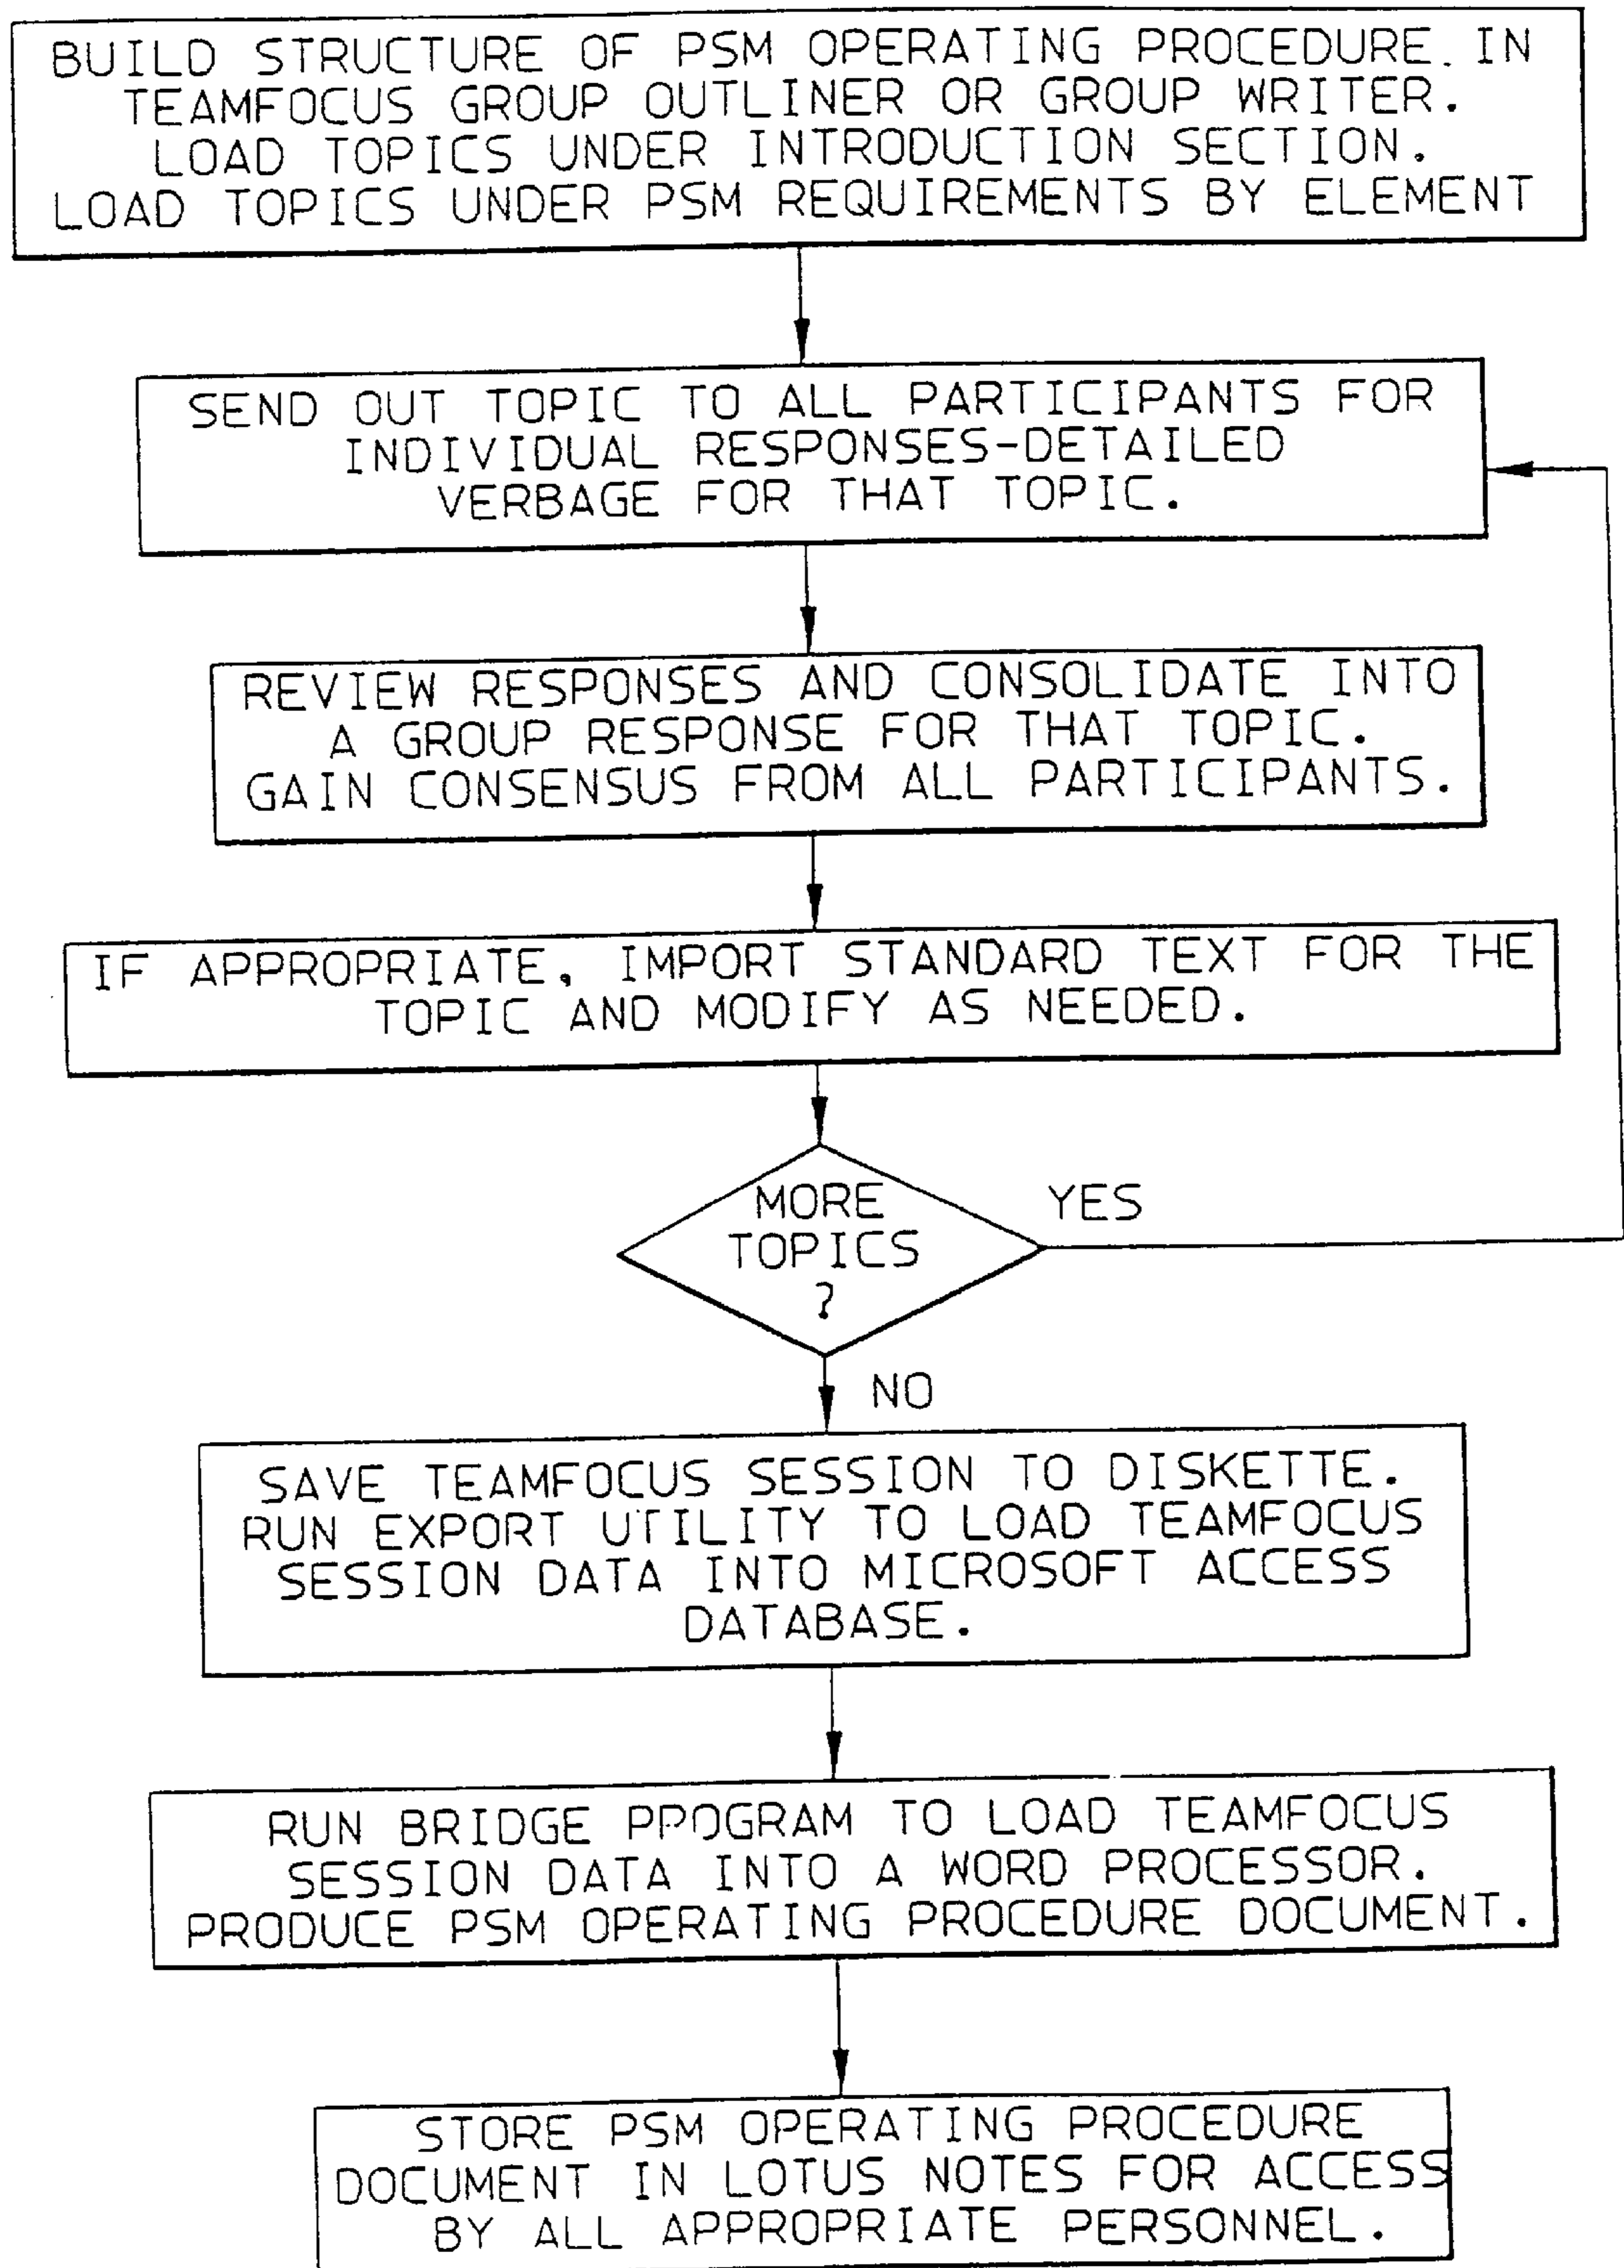 BUILD STRUCTURE OF PSM OPERATING PROCEDURE. IN
TEAMFOCUS GROUP OUTLINER OR GROUP WRITER.
LOAD TOPICS UNDER INTRODUCTION SECTION.
LOAD TOPICS UNDER PSM REQUIREMENTS BY ELEMENT
SEND OUT TOPIC TO ALL PARTICIPANTS FOR
INDIVIDUAL RESPONSES-DETAILED
VERBAGE FOR THAT TOPIC.
REVIEW RESPONSES AND CONSOLIDATE INTO
A GROUP RESPONSE FOR THAT TOPIC.
GAIN CONSENSUS FROM ALL PARTICIPANTS.
IF APPROPRIATE, IMPORT STANDARD TEXT FOR THE
TOPIC AND MODIFY AS NEEDED.
MORE
TOPICS
?
YES
NO
SAVE TEAMFOCUS SESSION TO DISKETTE.
RUN EXPORT UTILITY TO LOAD TEAMFOCUS
SESSION DATA INTO MICROSOFT ACCESS
DATABASE.
RUN BRIDGE PROGRAM TO LOAD TEAMFOCUS
SESSION DATA INTO A WORD PROCESSOR.
PRODUCE PSM OPERATING PROCEDURE DOCUMENT.
STORE PSM OPERATING PROCEDURE
DOCUMENT IN LOTUS NOTES FOR ACCESS
BY ALL APPROPRIATE PERSONNEL.